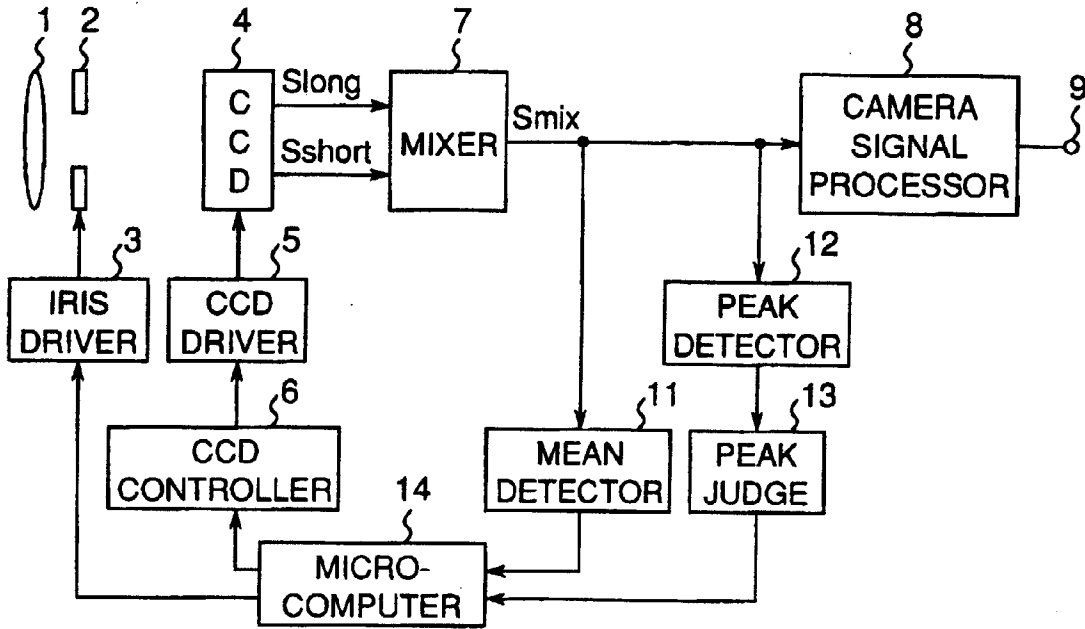 1
2
4
7
8
9
C
C
D
Slong
Sshort
MIXER
Smix
CAMERA
SIGNAL
PROCESSOR
3
5
12
IRIS
DRIVER
CCD
DRIVER
PEAK
DETECTOR
6
11
13
CCD
CONTROLLER
MEAN
DETECTOR
PEAK
JUDGE
14
MICRO-
COMPUTER